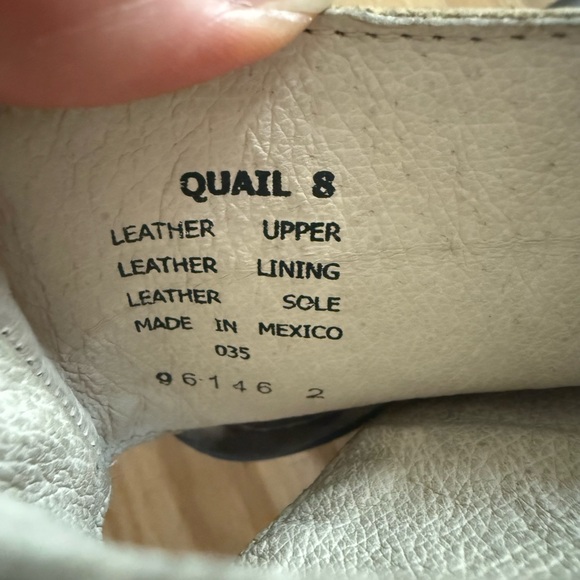 QUAIL 8
LEATHER UPPER
LEATHER LINING
LEATHER SOLE
MADE IN MEXICO
035
96146 2